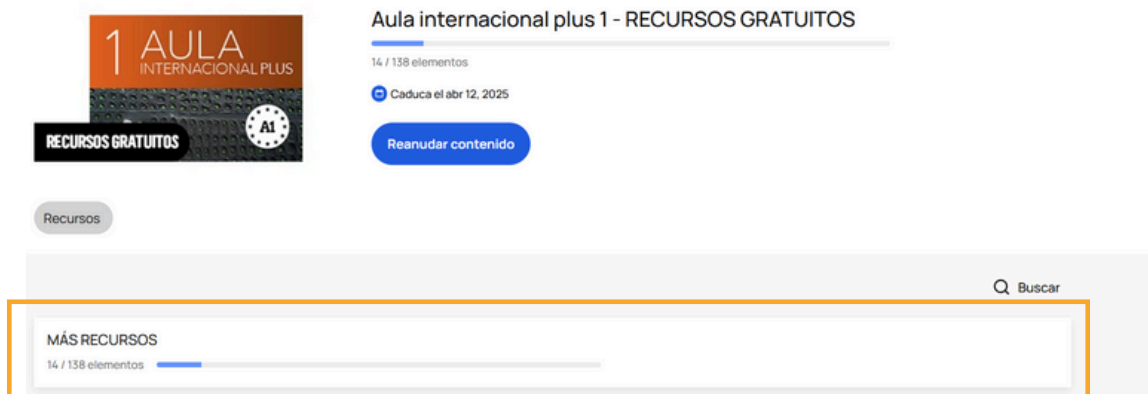 1 AULA
INTERNACIONAL PLUS
RECURSOS GRATUITOS
A1
Aula internacional plus 1 - RECURSOS GRATUITOS
14 / 138 elementos
Caduca el abr 12, 2025
Reanudar contenido
Recursos
Buscar
MÁS RECURSOS
14 / 138 elementos